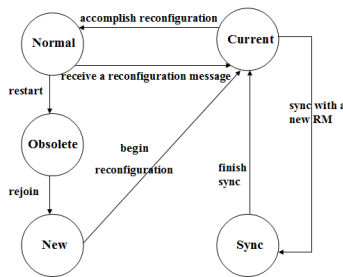 accomplish reconfiguration
Normal
Current
receive a reconfiguration message
restart
sync with a
new RM
Obsolete
begin
reconfiguration
finish
sync
rejoin
New
Sync